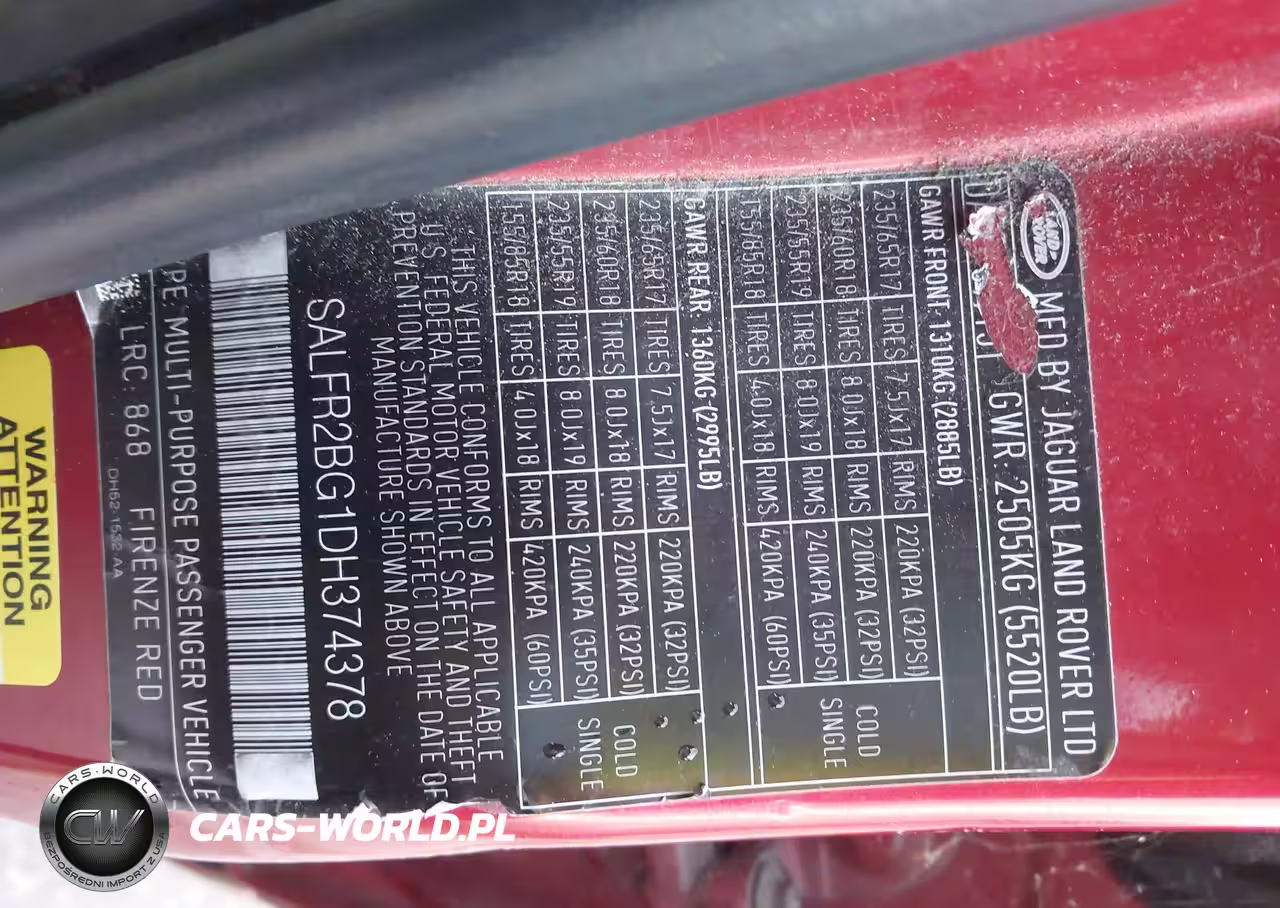 LAND ROVER
MFD BY JAGUAR LAND ROVER LTD
GWR: 2505KG (5520LB)
GAWR FRONT: 1310KG (2885LB)
235/65R17 TIRES 7.5Jx17 RIMS 220KPA (32PSI)
235/60R18 TIRES 8.0Jx18 RIMS 220KPA (32PSI) COLD
235/55R19 TIRES 8.0Jx19 RIMS 240KPA (35PSI) SINGLE
155/85R18 TIRES 4.0Jx18 RIMS 420KPA (60PSI)
GAWR REAR: 1360KG (2995LB)
235/65R17 TIRES 7.5Jx17 RIMS 220KPA (32PSI)
235/60R18 TIRES 8.0Jx18 RIMS 220KPA (32PSI) COLD
235/55R19 TIRES 8.0Jx19 RIMS 240KPA (35PSI) SINGLE
155/85R18 TIRES 4.0Jx18 RIMS 420KPA (60PSI)
THIS VEHICLE CONFORMS TO ALL APPLICABLE
U.S. FEDERAL MOTOR VEHICLE SAFETY AND THEFT
PREVENTION STANDARDS IN EFFECT ON THE DATE OF
MANUFACTURE SHOWN ABOVE
SALFR2BG1DH374378
PE MULTI-PURPOSE PASSENGER VEHICLE
LRC: 868 FIRENZE RED
DH52-1532-AA
WARNING
ATTENTION
CARS-WORLD
CW
BEZPOŚREDNI IMPORT Z USA
CARS-WORLD.PL